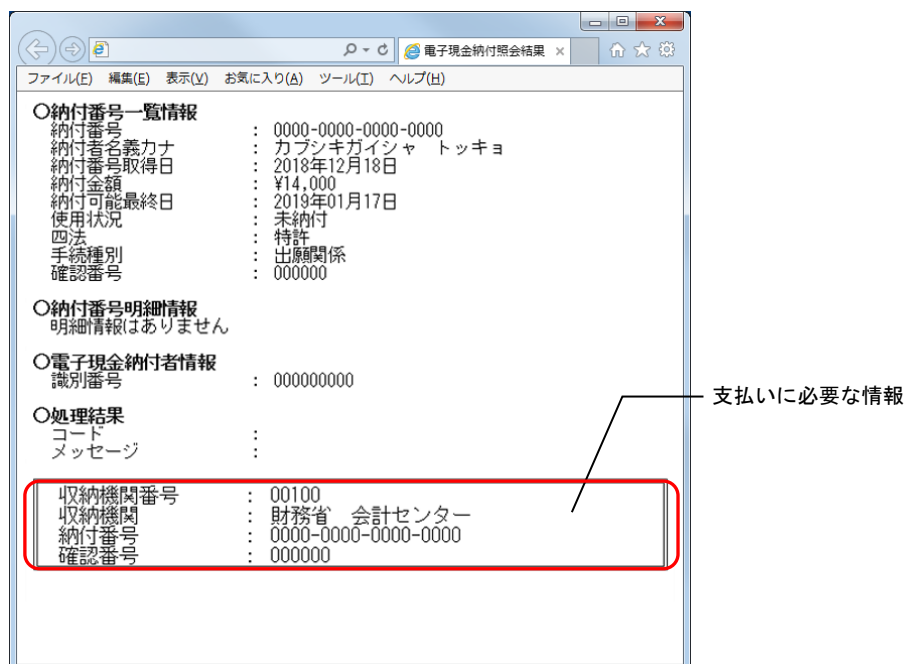 電子現金納付照会結果
ファイル(F) 編集(E) 表示(V) お気に入り(A) ツール(T) ヘルプ(H)
○納付番号一覧情報
納付番号 : 0000-0000-0000-0000
納付者名義カナ : カブシキガイシャ トッキョ
納付番号取得日 : 2018年12月18日
納付金額 : ¥14,000
納付可能最終日 : 2019年01月17日
使用状況 : 未納付
四法 : 特許
手続種別 : 出願関係
確認番号 : 000000
○納付番号明細情報
明細情報はありません
○電子現金納付者情報
識別番号 : 000000000
支払いに必要な情報
○処理結果
コード :
メッセージ :
収納機関番号 : 00100
収納機関 : 財務省 会計センター
納付番号 : 0000-0000-0000-0000
確認番号 : 000000